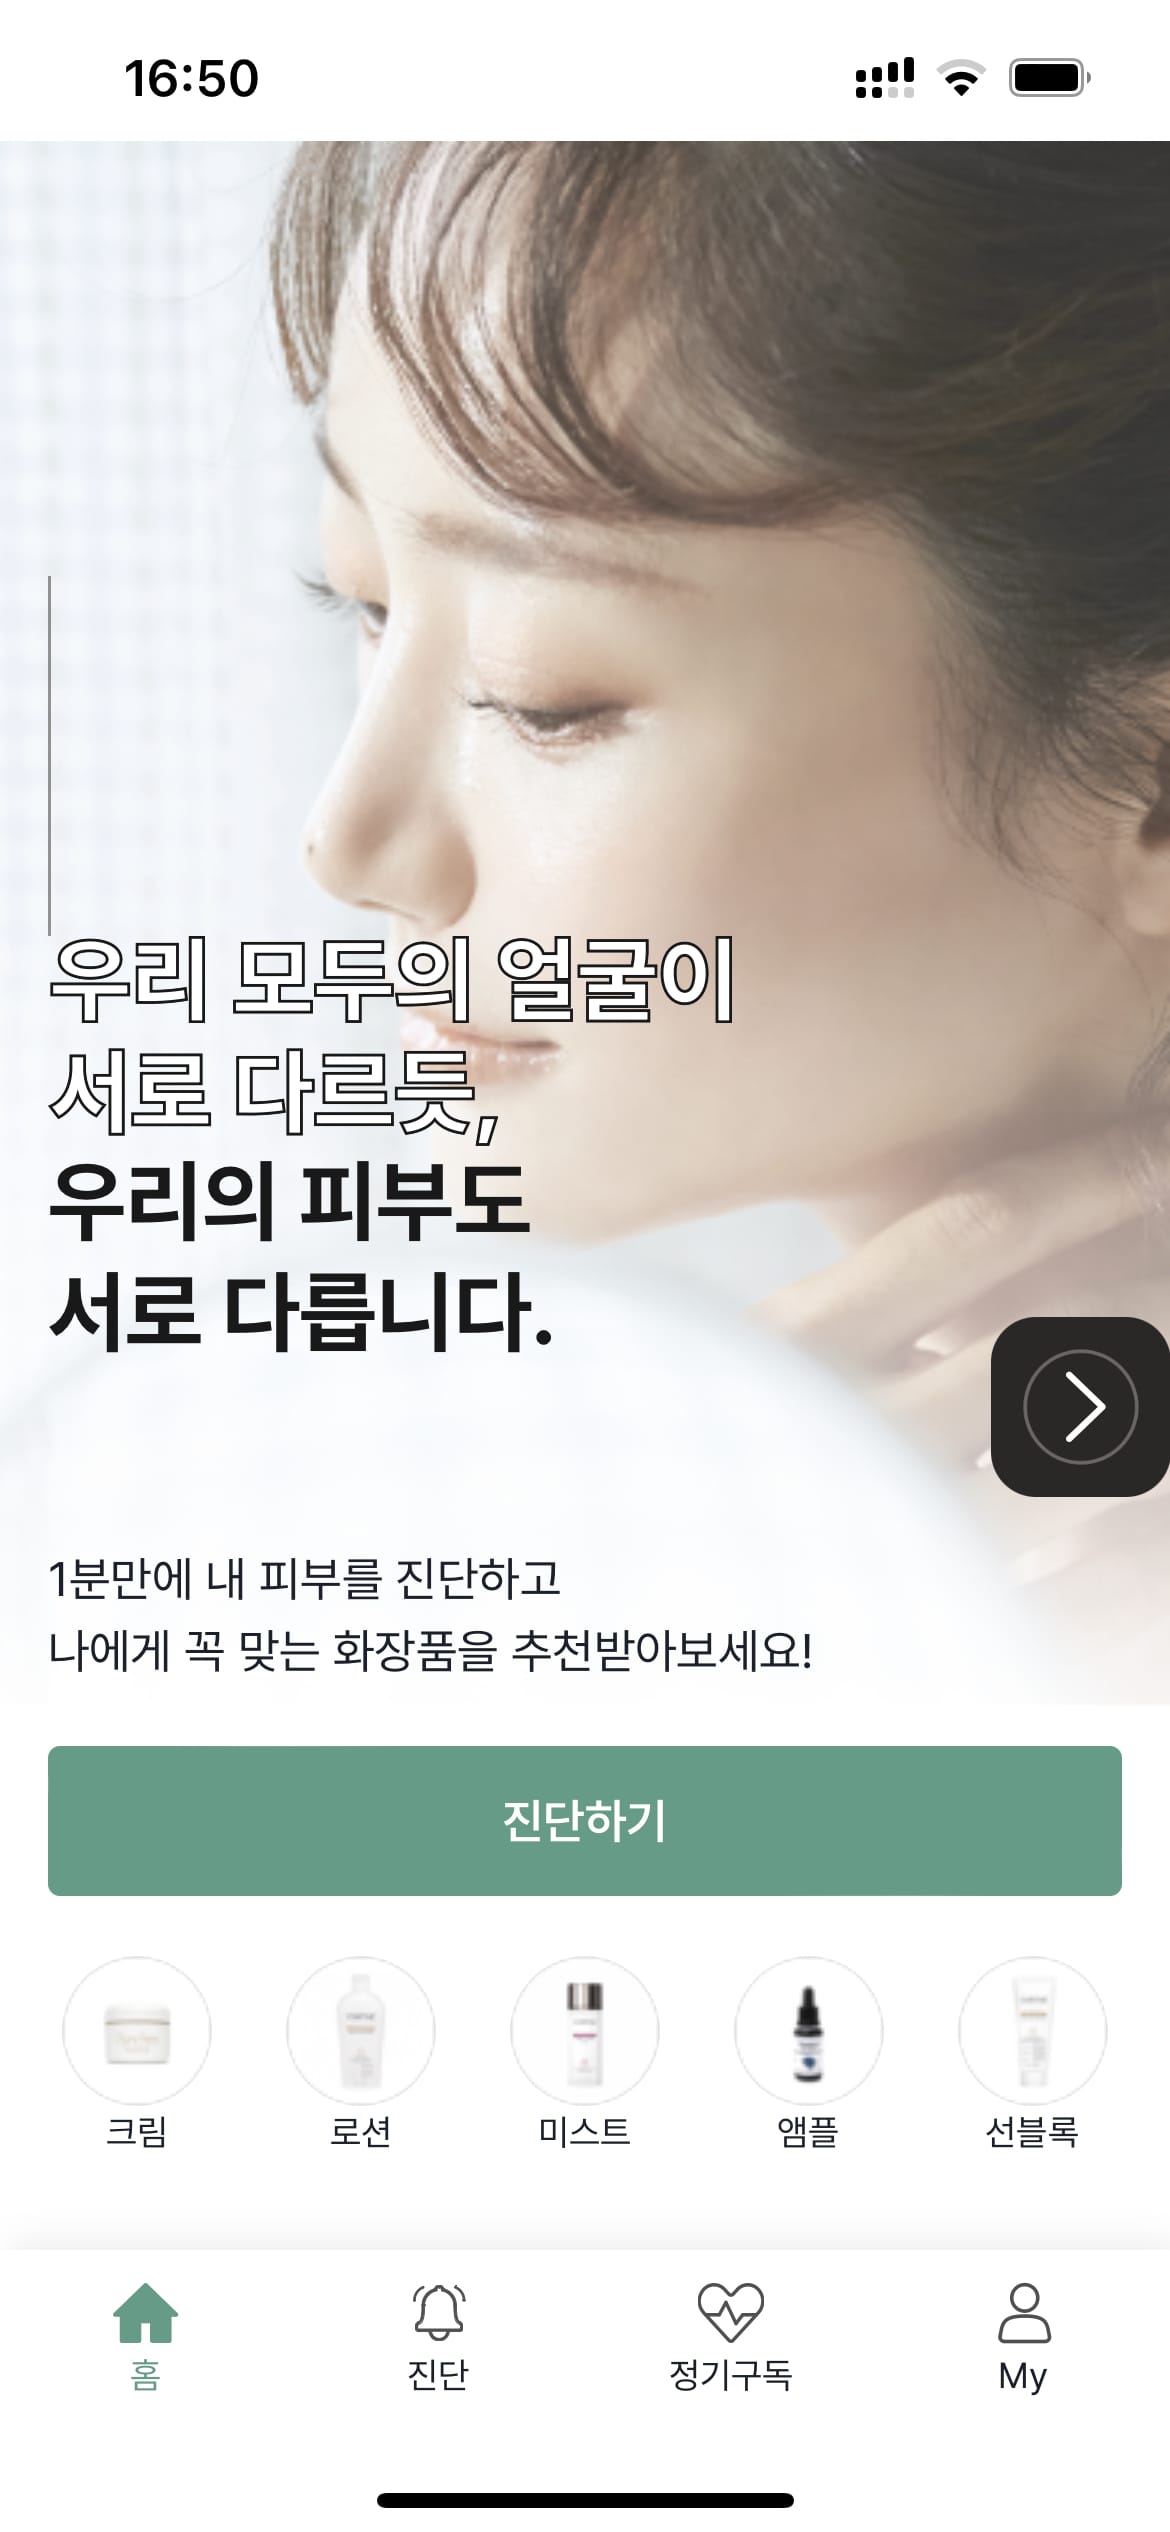 16:50
우리 모두의 얼굴이
서로 다르듯,
우리의 피부도
서로 다릅니다.
1분만에 내 피부를 진단하고
나에게 꼭 맞는 화장품을 추천받아보세요!
진단하기
크림 로션 미스트 앰플 선블록
홈 진단 정기구독 My